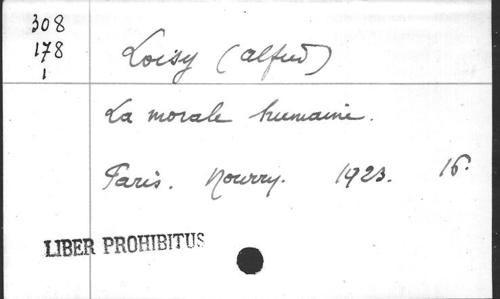 308
178
1
Loisy (Alfred)
La morale humaine.
Paris. Nourry. 1923. 16.
LIBER PROHIBITUS